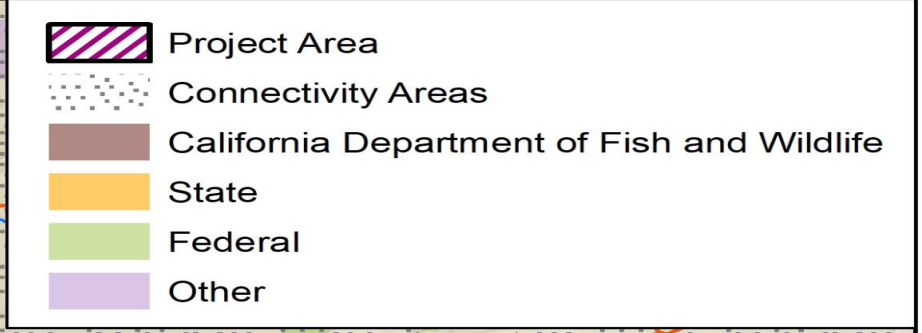 Project Area
Connectivity Areas
California Department of Fish and Wildlife
State
Federal
Other